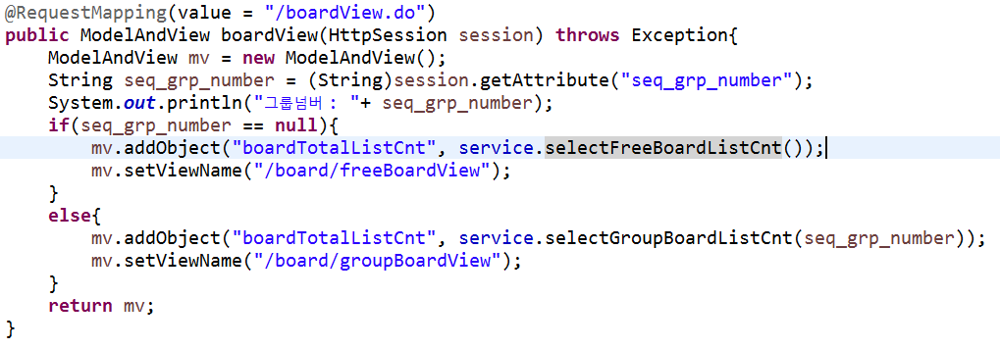 @RequestMapping(value = "/boardView.do")
public ModelAndView boardView(HttpSession session) throws Exception{
    ModelAndView mv = new ModelAndView();
    String seq_grp_number = (String)session.getAttribute("seq_grp_number");
    System.out.println("그룹넘버 : "+ seq_grp_number);
    if(seq_grp_number == null){
        mv.addObject("boardTotalListCnt", service.selectFreeBoardListCnt());
        mv.setViewName("/board/freeBoardView");
    }
    else{
        mv.addObject("boardTotalListCnt", service.selectGroupBoardListCnt(seq_grp_number));
        mv.setViewName("/board/groupBoardView");
    }
    return mv;
}